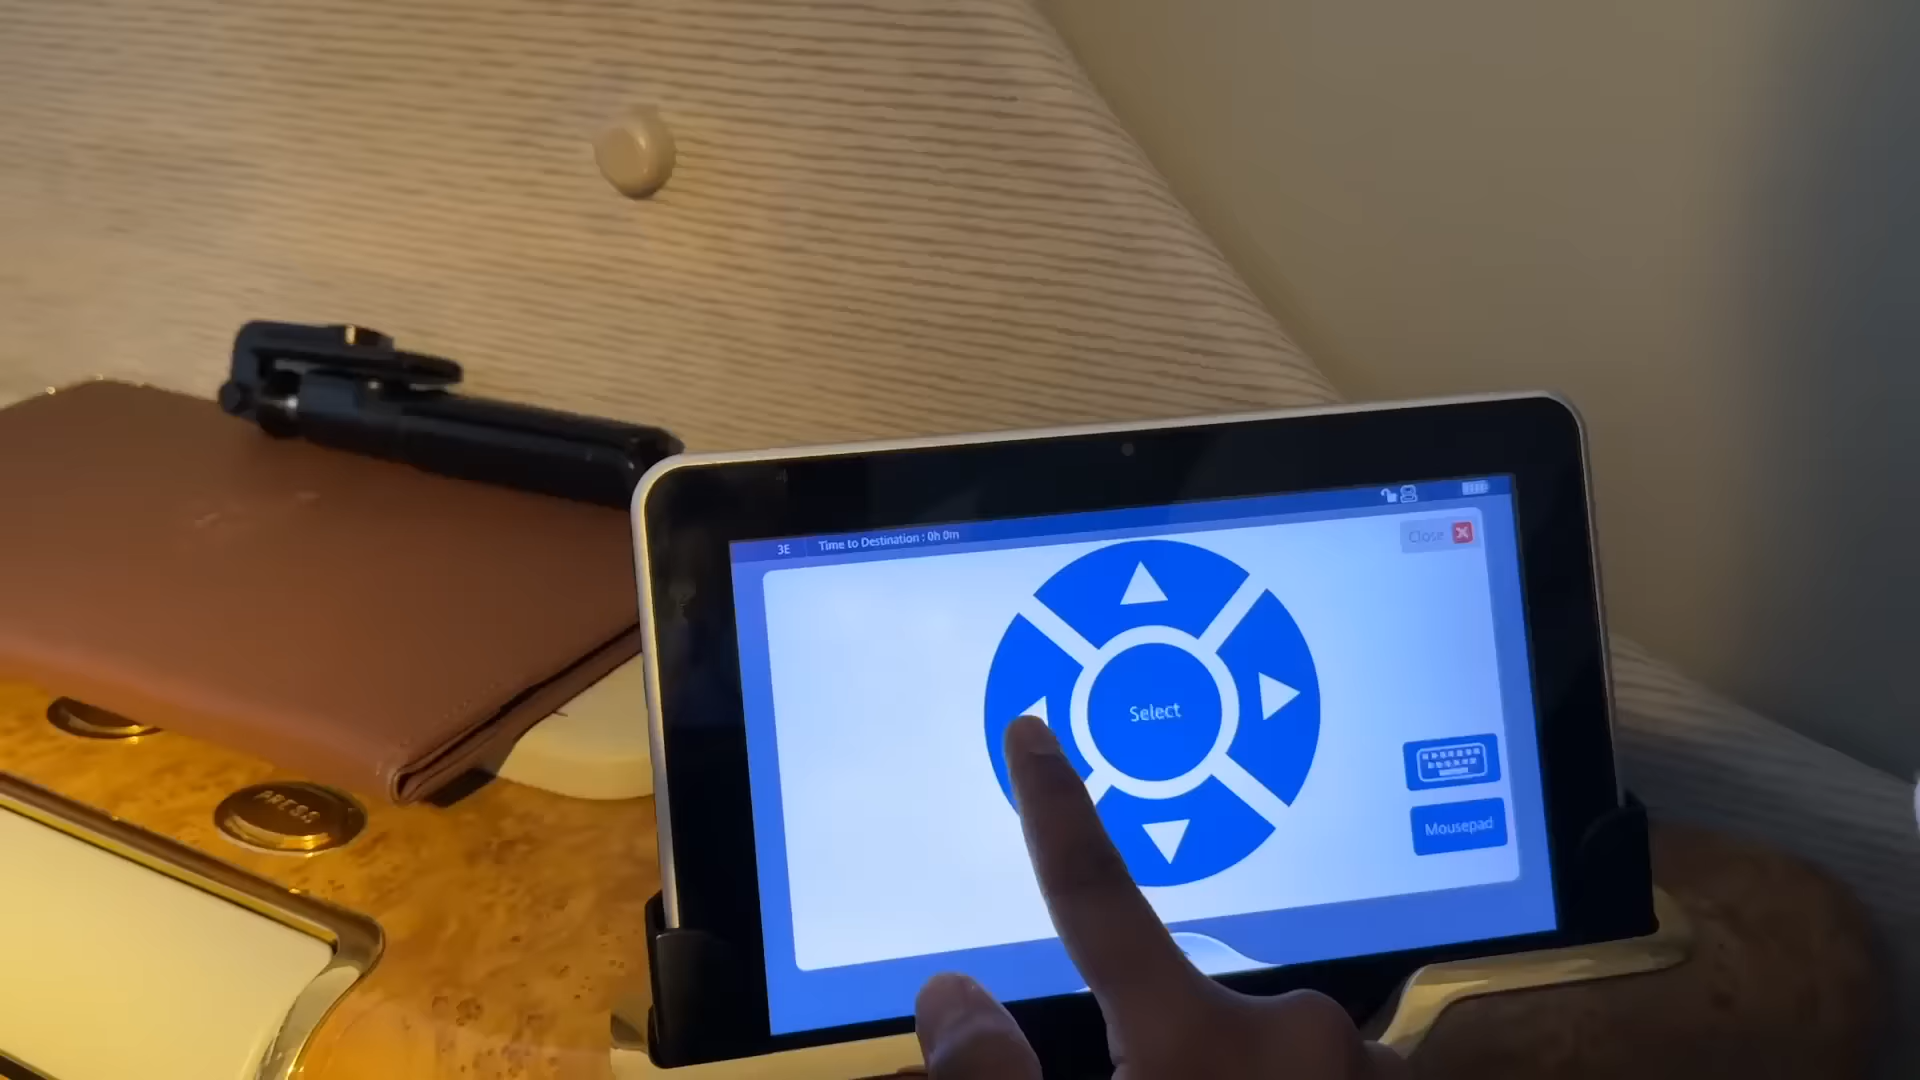 3E Time to Destination : 0h 0m
Close
Select
Mousepad
PRESS